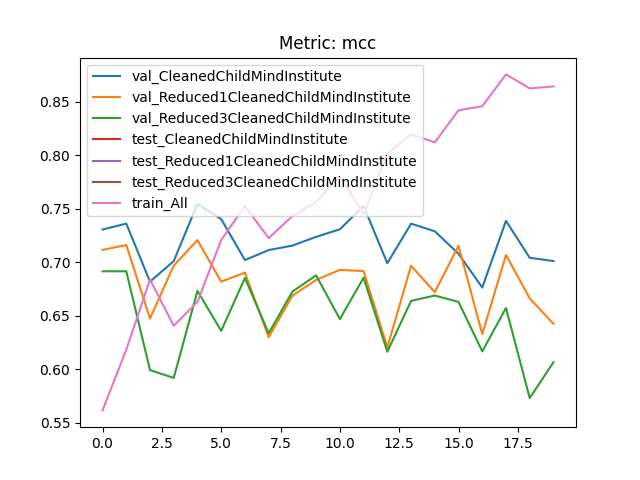 Metric: mcc
val_CleanedChildMindInstitute
val_Reduced1CleanedChildMindInstitute
val_Reduced3CleanedChildMindInstitute
test_CleanedChildMindInstitute
test_Reduced1CleanedChildMindInstitute
test_Reduced3CleanedChildMindInstitute
train_All
0.85
0.80
0.75
0.70
0.65
0.60
0.55
0.0 2.5 5.0 7.5 10.0 12.5 15.0 17.5